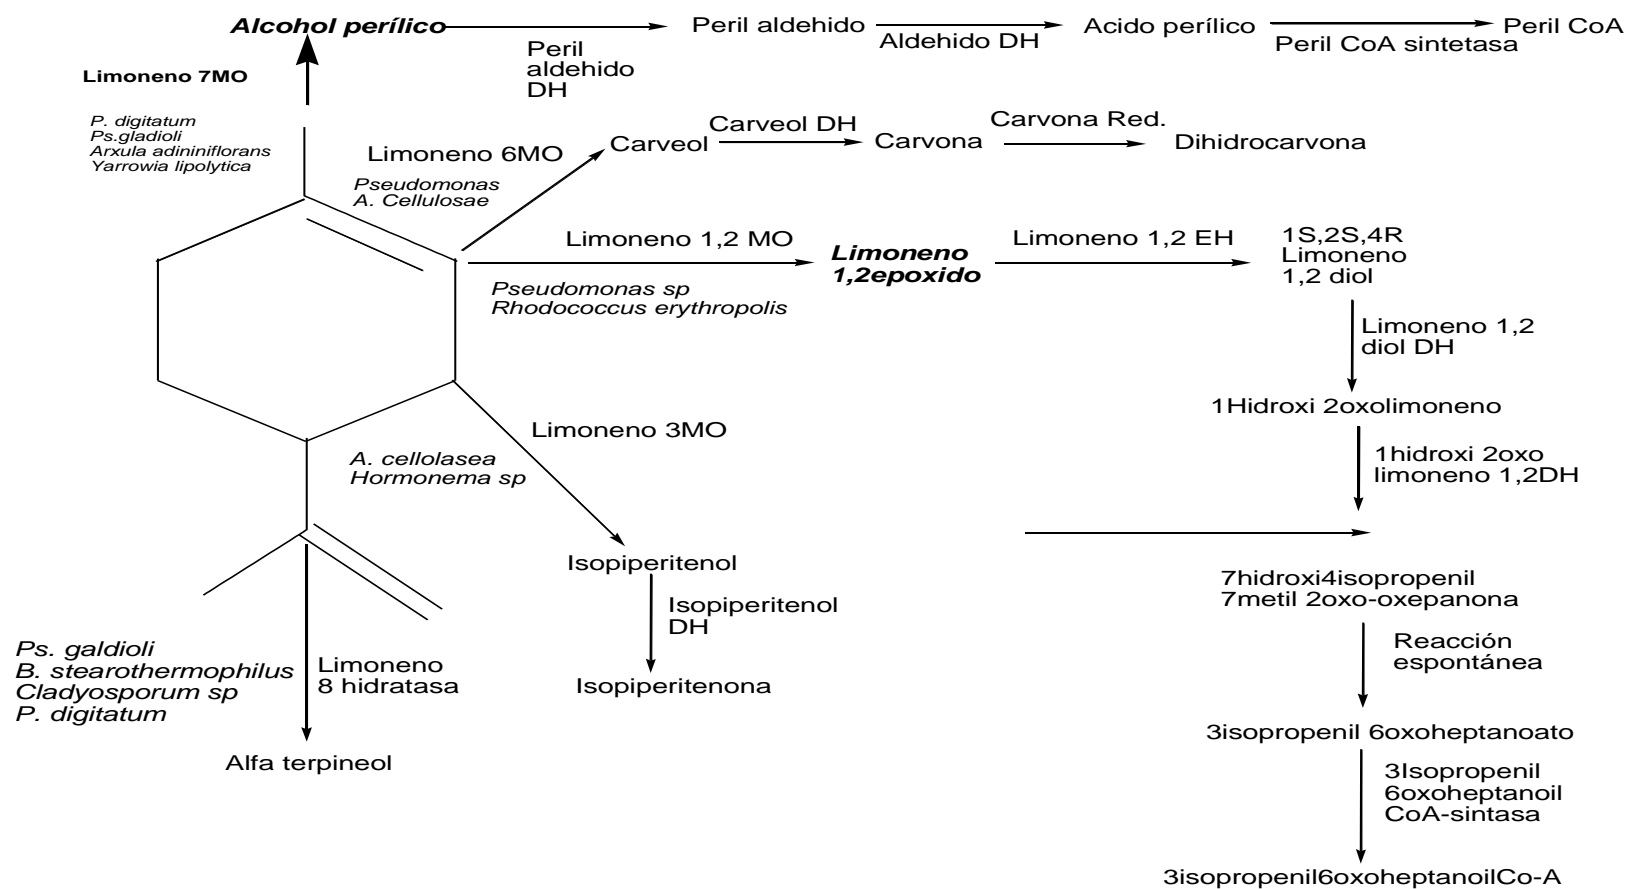 Alcohol perílico
Peril aldehido
Aldehido DH
Acido perílico
Peril CoA sintetasa
Peril CoA
Peril
aldehido
DH
Limoneno 7MO
P. digitatum
Ps.gladioli
Arxula adininiflorans
Yarrowia lipolytica
Limoneno 6MO
Pseudomonas
A. Cellulosae
Carveol
Carveol DH
Carvona
Carvona Red.
Dihidrocarvona
Limoneno 1,2 MO
Pseudomonas sp
Rhodococcus erythropolis
Limoneno
1,2epoxido
Limoneno 1,2 EH
1S,2S,4R
Limoneno
1,2 diol
Limoneno 1,2
diol DH
1Hidroxi 2oxolimoneno
1hidroxi 2oxo
limoneno 1,2DH
Limoneno 3MO
A. cellolasea
Hormonema sp
Isopiperitenol
Isopiperitenol
DH
Isopiperitenona
7hidroxi4isopropenil
7metil 2oxo-oxepanona
Reacción
espontánea
3isopropenil 6oxoheptanoato
3Isopropenil
6oxoheptanoil
CoA-sintasa
3isopropenil6oxoheptanoilCo-A
Ps. galdioli
B. stearothermophilus
Cladyosporum sp
P. digitatum
Limoneno
8 hidratasa
Alfa terpineol